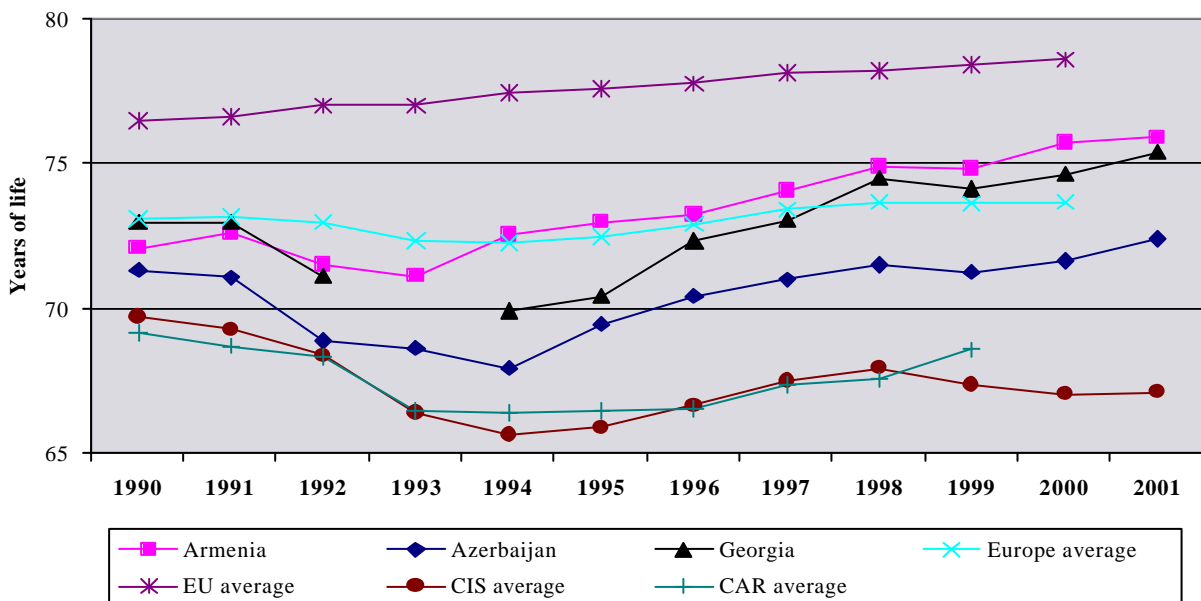 80
75
70
65
Years of life
1990 1991 1992 1993 1994 1995 1996 1997 1998 1999 2000 2001
Armenia Azerbaijan Georgia Europe average
EU average CIS average CAR average